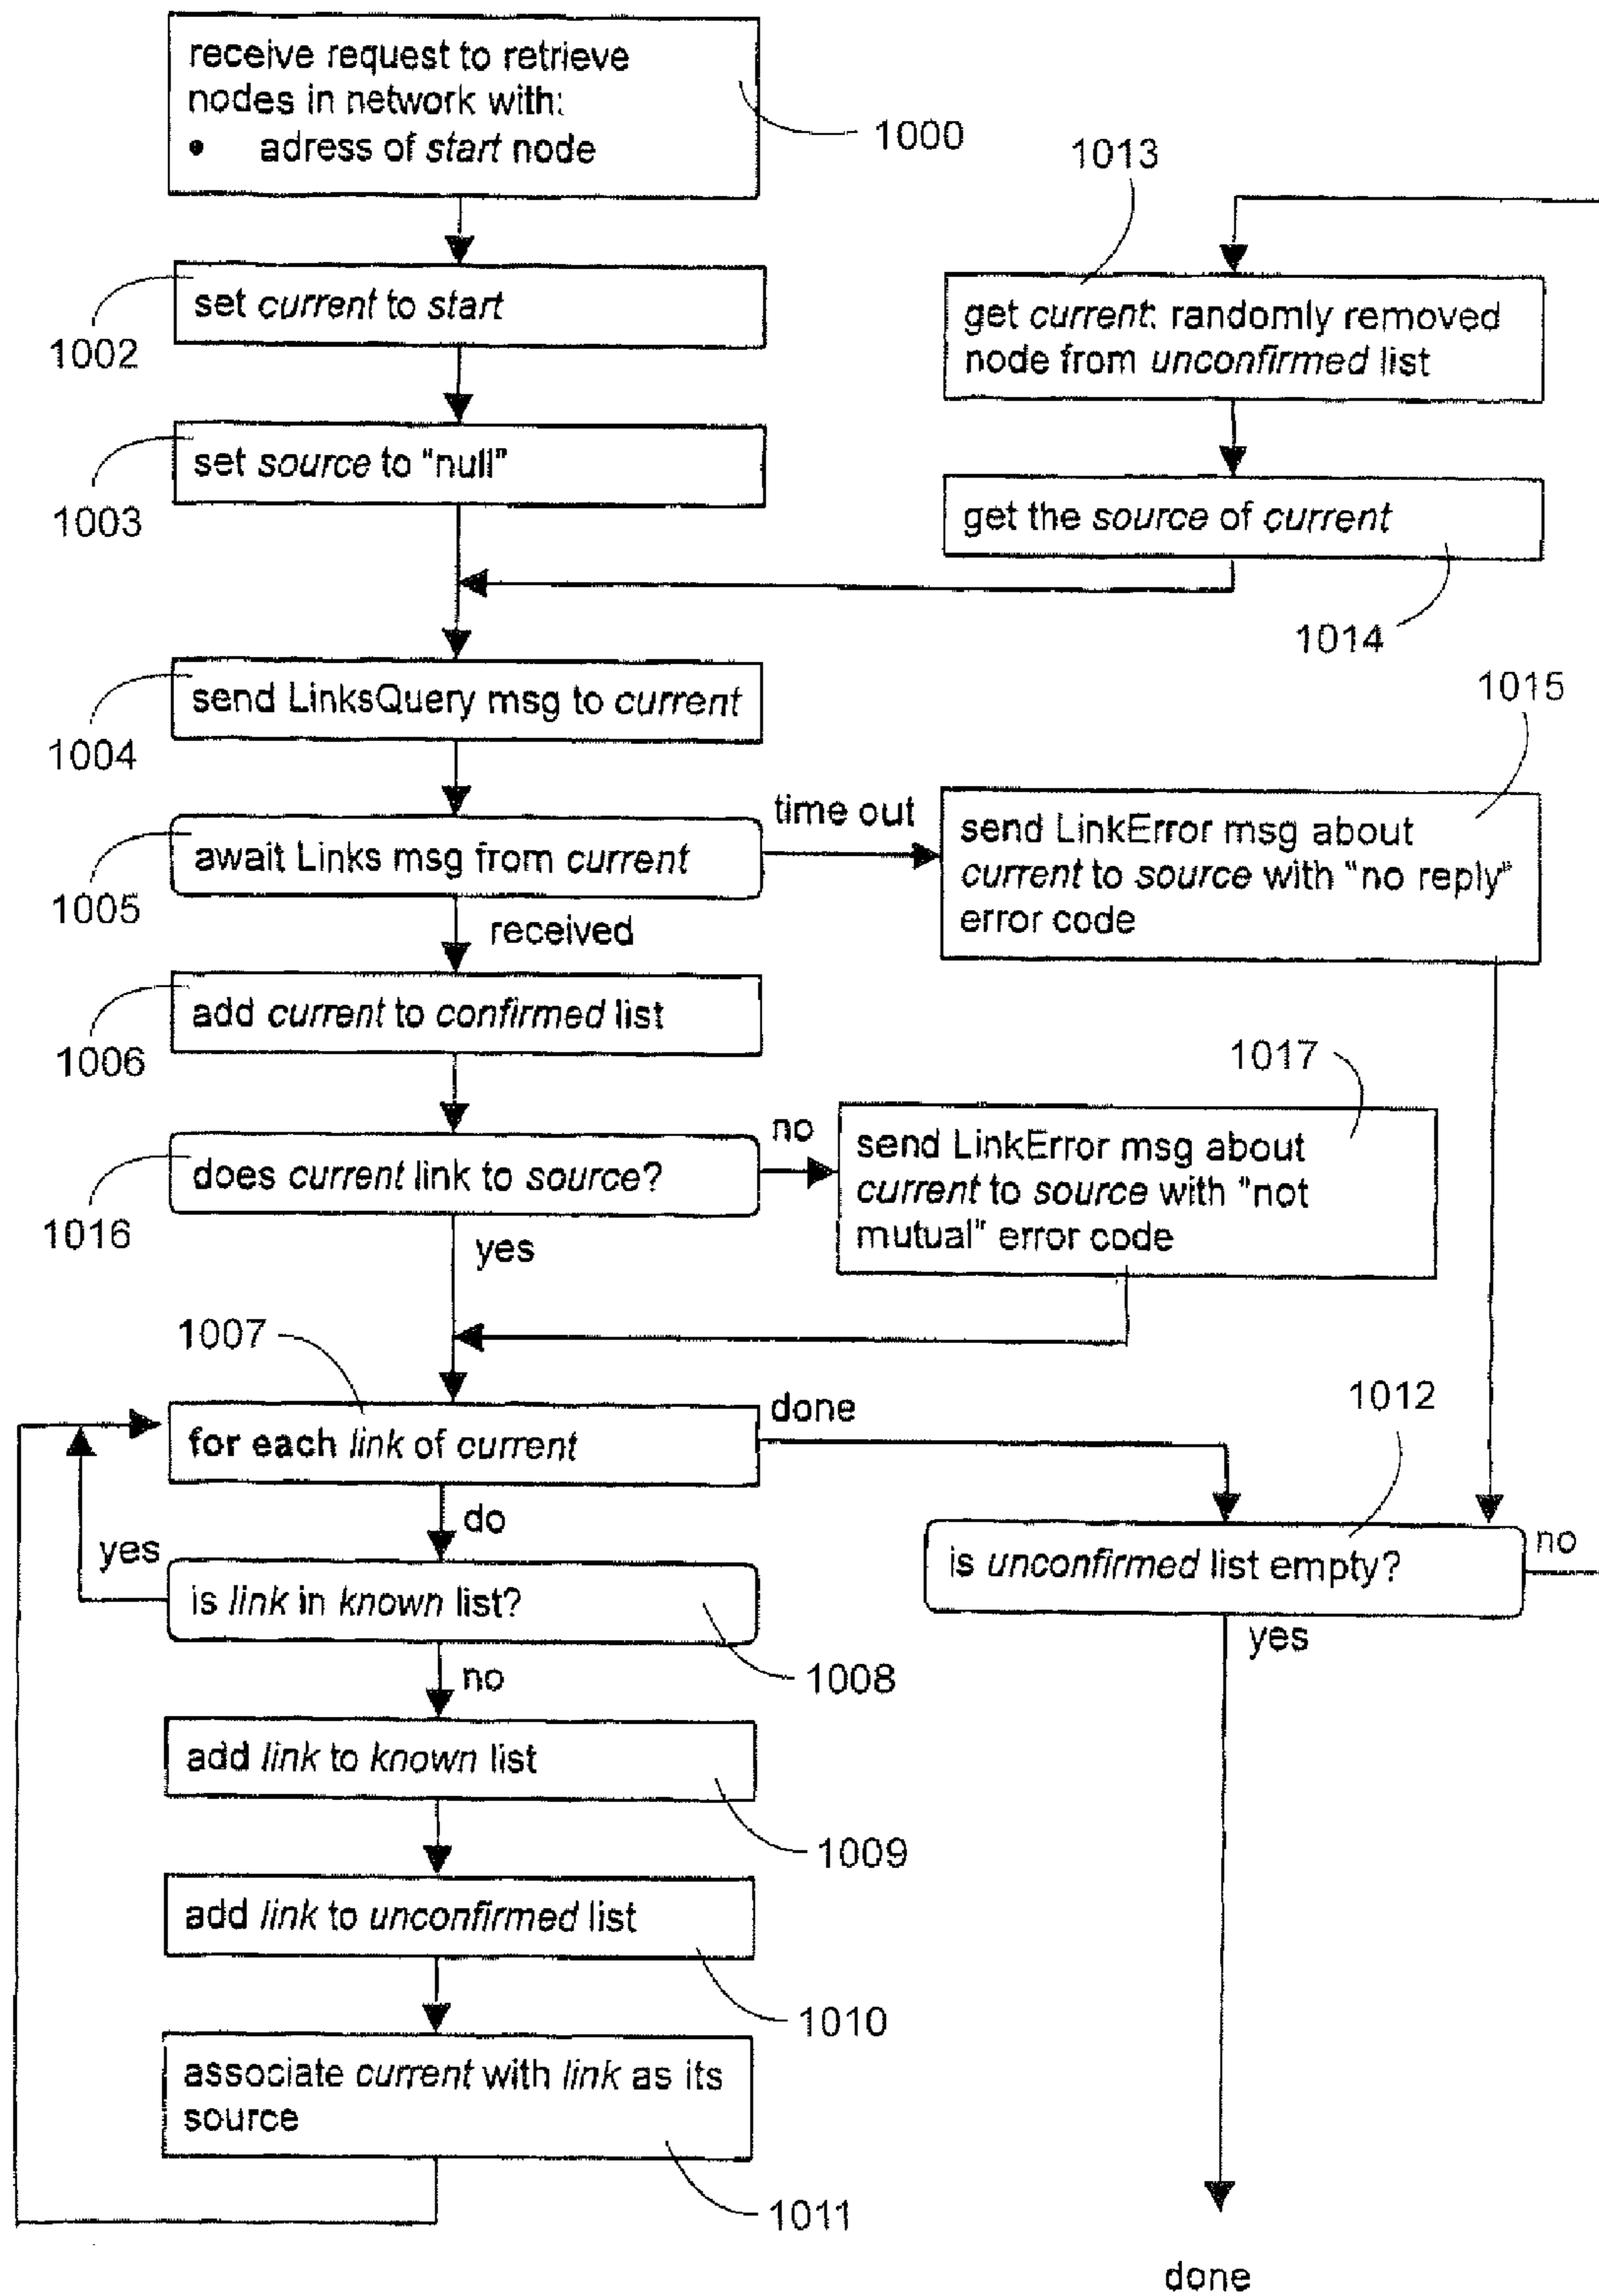 receive request to retrieve
nodes in network with:
• adress of start node
1000
1013
set current to start
1002
get current: randomly removed
node from unconfirmed list
set source to "null"
1003
get the source of current
1014
send LinksQuery msg to current
1004
1015
await Links msg from current
1005
time out
send LinkError msg about
current to source with "no reply"
error code
received
add current to confirmed list
1006
1017
does current link to source?
1016
no
send LinkError msg about
current to source with "not
mutual" error code
yes
1007
for each link of current
done
1012
do
is unconfirmed list empty?
no
yes
yes
is link in known list?
1008
no
add link to known list
1009
add link to unconfirmed list
1010
associate current with link as its
source
1011
done